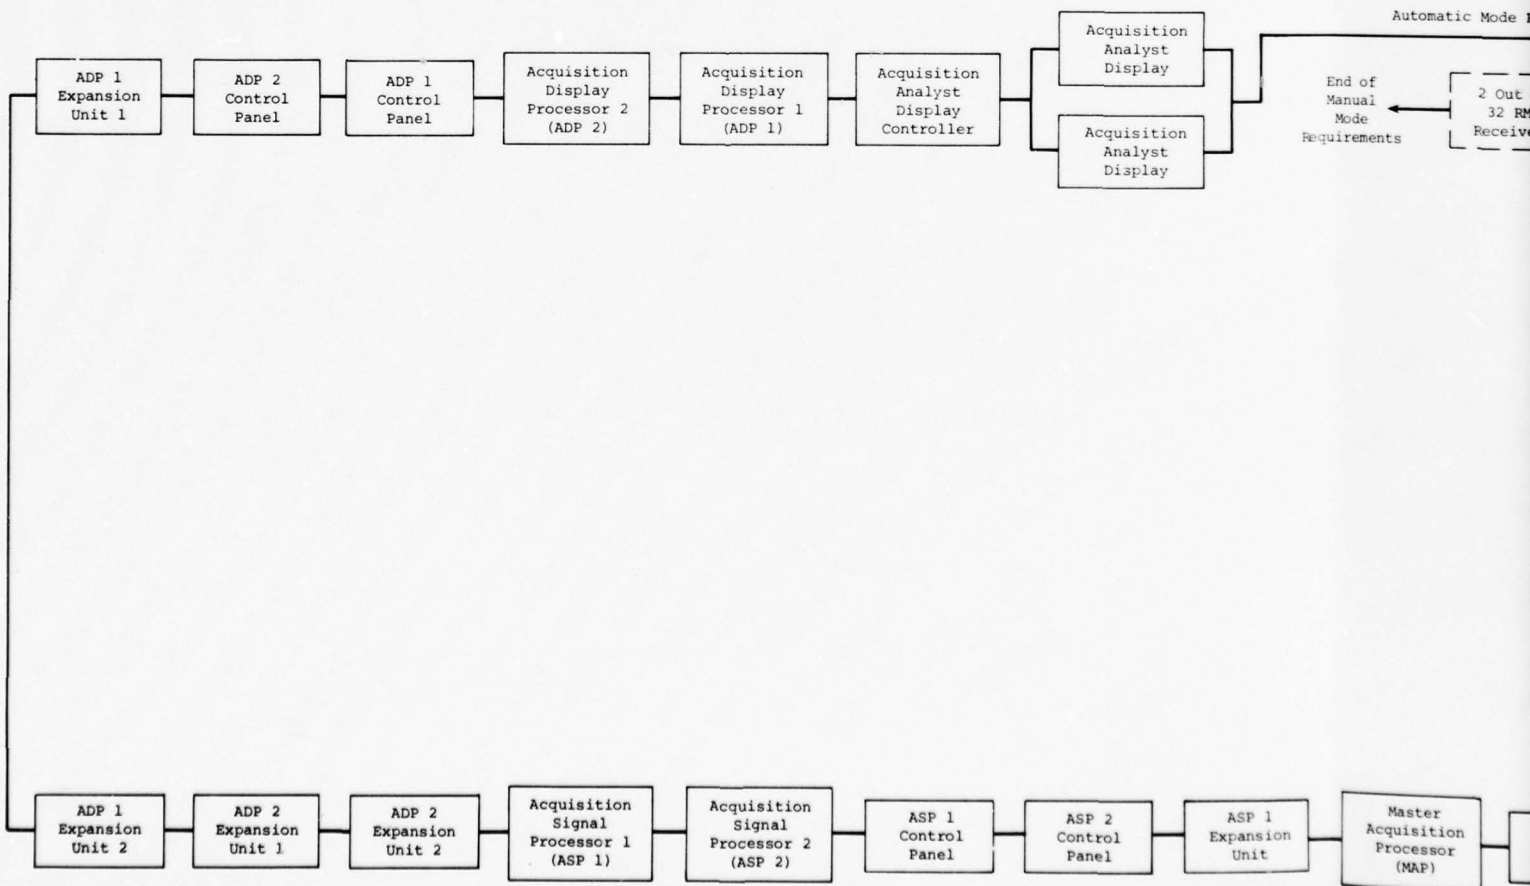 Automatic Mode
ADP 1
Expansion
Unit 1
ADP 2
Control
Panel
ADP 1
Control
Panel
Acquisition
Display
Processor 2
(ADP 2)
Acquisition
Display
Processor 1
(ADP 1)
Acquisition
Analyst
Display
Controller
Acquisition
Analyst
Display
Acquisition
Analyst
Display
End of
Manual
Mode
Requirements
2 Out
32 RM
Receive
ADP 1
Expansion
Unit 2
ADP 2
Expansion
Unit 1
ADP 2
Expansion
Unit 2
Acquisition
Signal
Processor 1
(ASP 1)
Acquisition
Signal
Processor 2
(ASP 2)
ASP 1
Control
Panel
ASP 2
Control
Panel
ASP 1
Expansion
Unit
Master
Acquisition
Processor
(MAP)